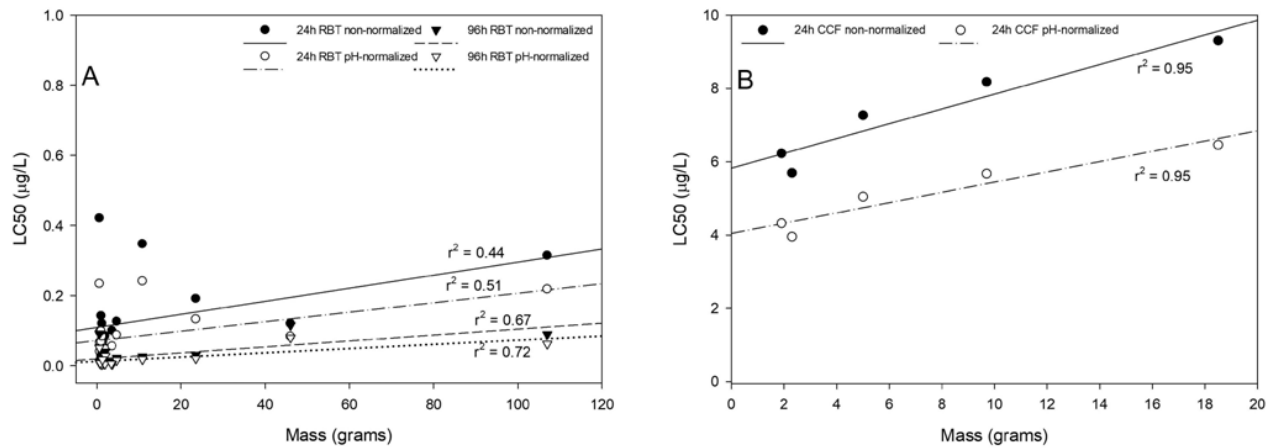 24h RBT non-normalized
24h RBT pH-normalized
96h RBT non-normalized
96h RBT pH-normalized
A
LC50 (µg/L)
1.0
0.8
0.6
0.4
0.2
0.0
r² = 0.44
r² = 0.51
r² = 0.67
r² = 0.72
0 20 40 60 80 100 120
Mass (grams)
24h CCF non-normalized
24h CCF pH-normalized
B
LC50 (µg/L)
10
8
6
4
2
0
r² = 0.95
r² = 0.95
0 2 4 6 8 10 12 14 16 18 20
Mass (grams)